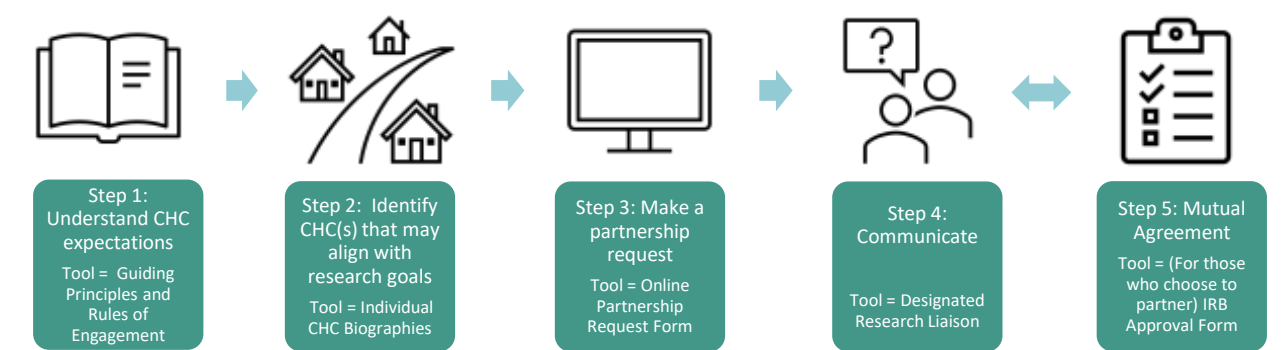 ?
Step 1:
Understand CHC
expectations
Tool = Guiding
Principles and
Rules of
Engagement
Step 2: Identify
CHC(s) that may
align with
research goals
Tool = Individual
CHC Biographies
Step 3: Make a
partnership
request
Tool = Online
Partnership
Request Form
Step 4:
Communicate
Tool = Designated
Research Liaison
Step 5: Mutual
Agreement
Tool = (For those
who choose to
partner) IRB
Approval Form